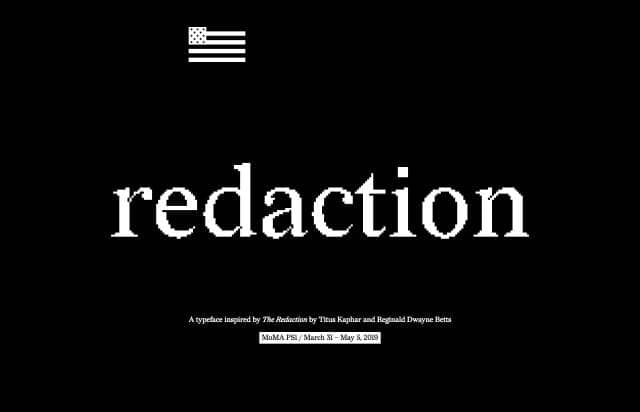 redaction
A typeface inspired by The Redaction by Titus Kaphar and Reginald Dwayne Betts
MoMA PS1 / March 31 – May 5, 2019